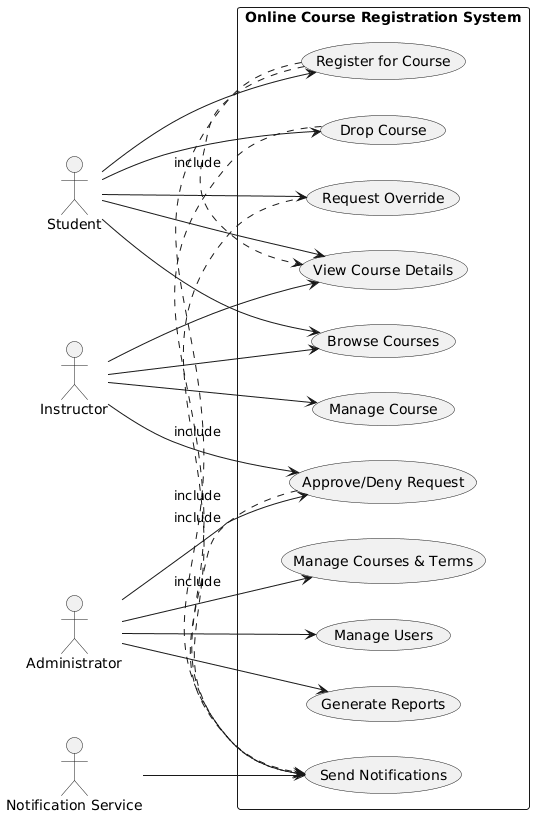 Online Course Registration System
Register for Course
Drop Course
include
Student
Request Override
View Course Details
Browse Courses
Instructor
Manage Course
include
Approve/Deny Request
include
include
Manage Courses & Terms
include
Administrator
Manage Users
Generate Reports
Notification Service
Send Notifications